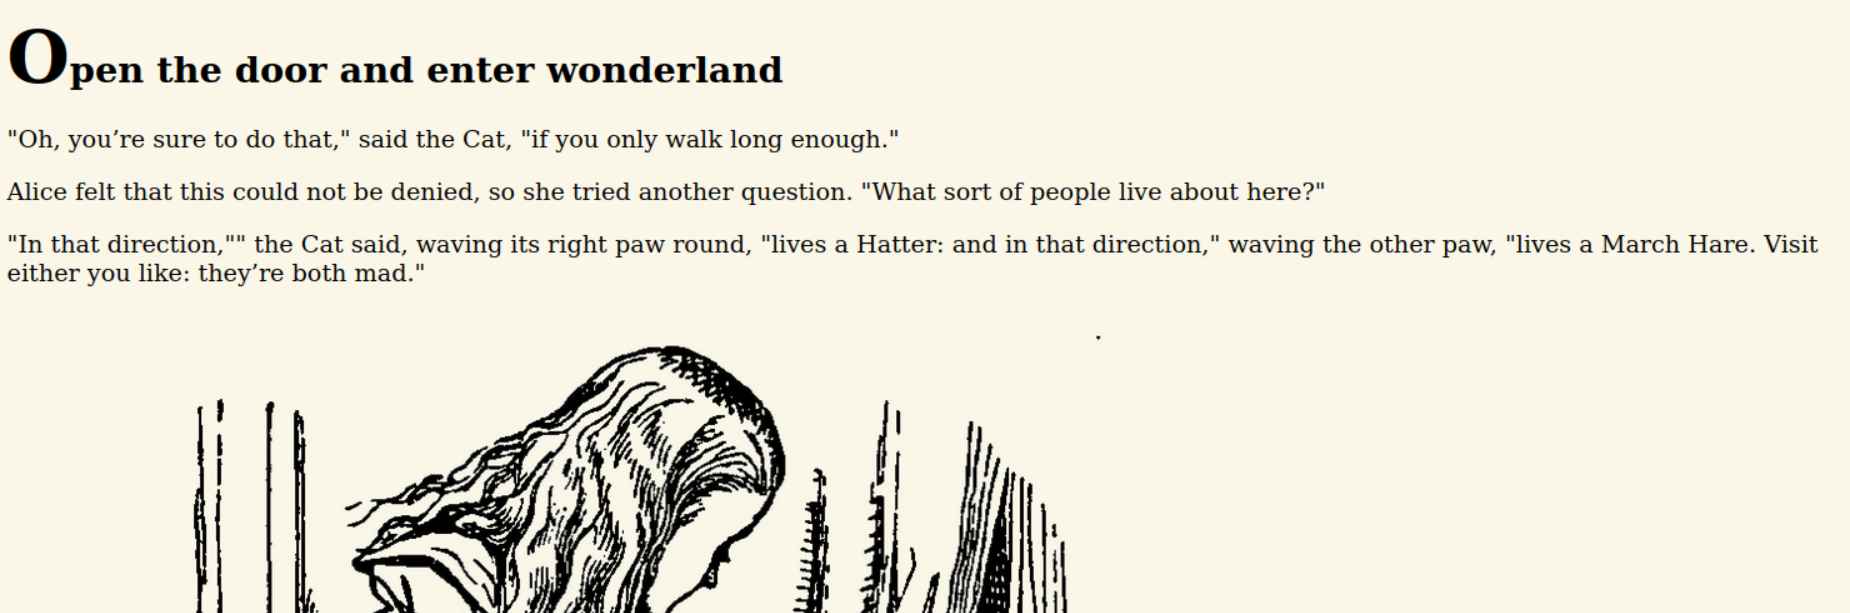 Open the door and enter wonderland
"Oh, you’re sure to do that," said the Cat, "if you only walk long enough."
Alice felt that this could not be denied, so she tried another question. "What sort of people live about here?"
"In that direction,"" the Cat said, waving its right paw round, "lives a Hatter: and in that direction," waving the other paw, "lives a March Hare. Visit
either you like: they’re both mad."